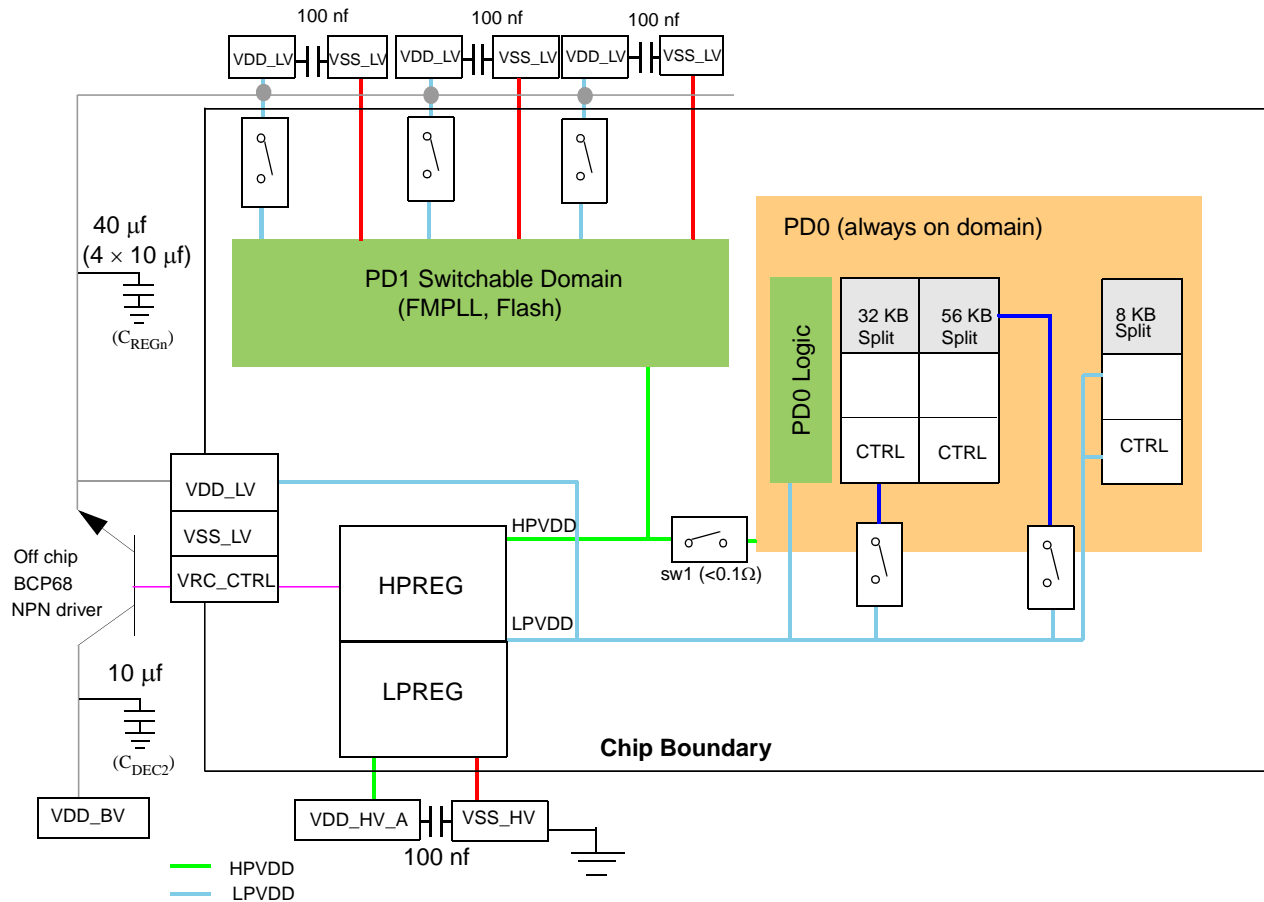 100 nf
100 nf
100 nf
VDD_LV
VSS_LV
VDD_LV
VSS_LV
VDD_LV
VSS_LV
40 μf
(4 × 10 μf)
(CREGn)
PD1 Switchable Domain
(FMPLL, Flash)
PD0 (always on domain)
PD0 Logic
32 KB
Split
56 KB
Split
8 KB
Split
CTRL
CTRL
CTRL
VDD_LV
VSS_LV
VRC_CTRL
Off chip
BCP68
NPN driver
HPVDD
HPREG
sw1 (<0.1Ω)
LPVDD
LPREG
10 μf
(CDEC2)
Chip Boundary
VDD_BV
VDD_HV_A
VSS_HV
100 nf
HPVDD
LPVDD